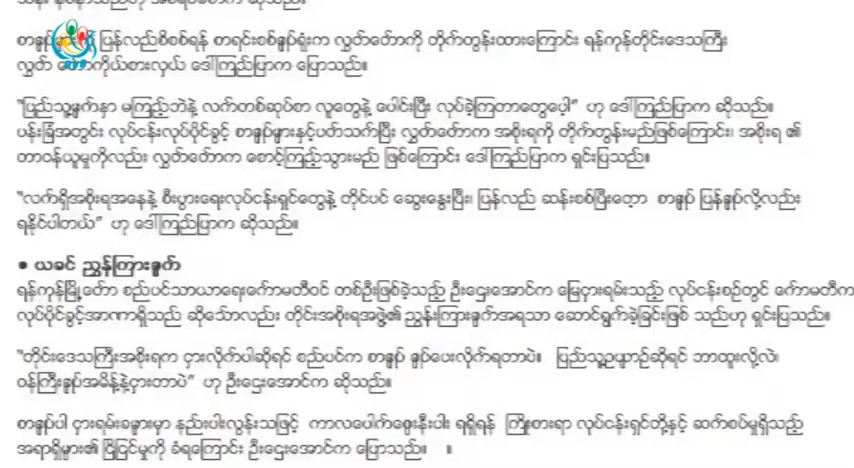 စာချုပ်များကို ပြန်လည်စိစစ်ရန် စာရင်းစစ်ချုပ်ရုံးက လွှတ်တော်ကို တိုက်တွန်းထားကြောင်း ရန်ကုန်တိုင်းဒေသကြီး
လွှတ် တော်ကိုယ်စားလှယ် ဒေါ်ကြည်ပြာက ပြောသည်။
"ပြည်သူ့မျက်နှာ မကြည့်ဘဲနဲ့ လက်တစ်ဆုပ်စာ လူတွေနဲ့ ပေါင်းပြီး လုပ်ခဲ့ကြတာတွေပေါ့" ဟု ဒေါ်ကြည်ပြာက ဆိုသည်။
ပန်းခြံအတွင်း လုပ်ငန်းလုပ်ပိုင်ခွင့် စာချုပ်များနှင့်ပတ်သက်ပြီး လွှတ်တော်က အစိုးရကို တိုက်တွန်းမည်ဖြစ်ကြောင်း၊ အစိုးရ ၏
တာဝန်ယူမှုကိုလည်း လွှတ်တော်က စောင့်ကြည့်သွားမည် ဖြစ်ကြောင်း ဒေါ်ကြည်ပြာက ရှင်းပြသည်။
"လက်ရှိအစိုးရအနေနဲ့ စီးပွားရေးလုပ်ငန်းရှင်တွေနဲ့ တိုင်ပင် ဆွေးနွေးပြီး၊ ပြန်လည် ဆန်းစစ်ပြီးတော့ စာချုပ် ပြန်ချုပ်လို့လည်း
ရနိုင်ပါတယ်" ဟု ဒေါ်ကြည်ပြာက ဆိုသည်။
● ယခင် ညွှန်ကြားချက်
ရန်ကုန်မြို့တော် စည်ပင်သာယာရေးကော်မတီဝင် တစ်ဦးဖြစ်ခဲ့သည့် ဦးဌေးအောင်က မြေငှားရမ်းသည့် လုပ်ငန်းစဉ်တွင် ကော်မတီက
လုပ်ပိုင်ခွင့်အာဏာရှိသည် ဆိုသော်လည်း တိုင်းအစိုးရအဖွဲ့၏ ညွှန်ကြားချက်အရသာ ဆောင်ရွက်ခဲ့ခြင်းဖြစ် သည်ဟု ရှင်းပြသည်။
"တိုင်းဒေသကြီးအစိုးရက ငှားလိုက်ပါဆိုရင် စည်ပင်က စာချုပ် ချုပ်ပေးလိုက်ရတာပဲ။ ပြည်သူ့ဥယျာဉ်ဆိုရင် ဘာထူးလို့လဲ၊
ဝန်ကြီးချုပ်အမိန့်နဲ့ငှားတာပဲ" ဟု ဦးဌေးအောင်က ဆိုသည်။
စာချုပ်ပါ ငှားရမ်းခများမှာ နည်းပါးလွန်းသဖြင့် ကာလပေါက်ဈေးနီးပါး ရရှိရန် ကြိုးစားရာ လုပ်ငန်းရှင်တို့နှင့် ဆက်စပ်မှုရှိသည့်
အရာရှိများ၏ ငြိုငြင်မှုကို ခံရကြောင်း ဦးဌေးအောင်က ပြောသည်။ ။